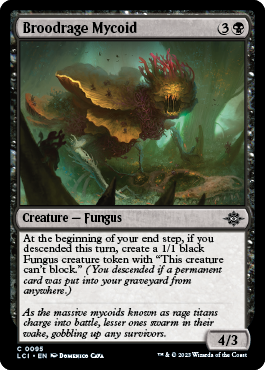 Broodrage Mycoid 3
Creature — Fungus
At the beginning of your end step, if you
descended this turn, create a 1/1 black
Fungus creature token with "This creature
can't block." (You descended if a permanent
card was put into your graveyard from
anywhere.)
As the massive mycoids known as rage titans
charge into battle, lesser ones swarm in their
wake, gobbling up any survivors.
4/3
C 0095
LCI • EN Domenico Cava ™ & © 2023 Wizards of the Coast